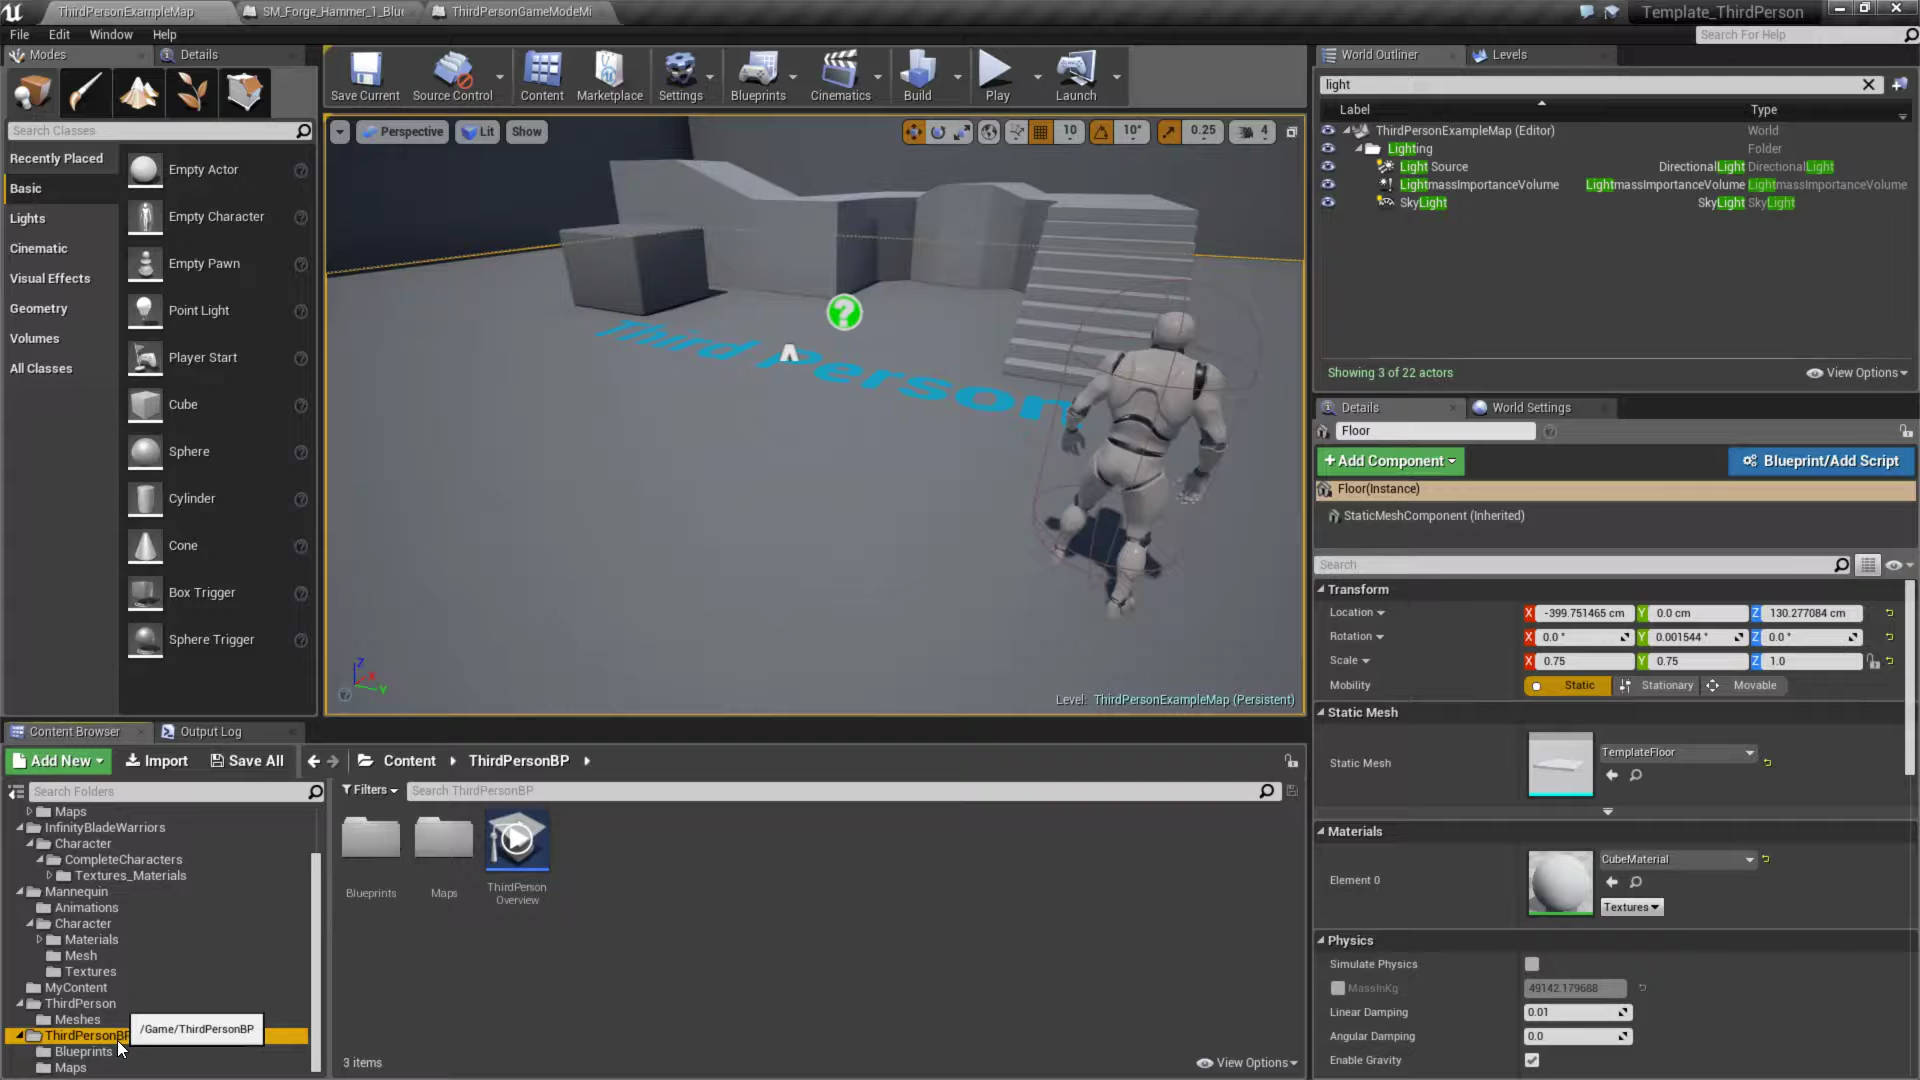 ThirdPersonExampleMap
SM_Forge_Hammer_1_Blue
ThirdPersonGameModeMi
Template_ThirdPerson
File Edit Window Help
Search For Help
Modes
Details
Save Current
Source Control
Content
Marketplace
Settings
Blueprints
Cinematics
Build
Play
Launch
Search Classes
Recently Placed
Basic
Lights
Cinematic
Visual Effects
Geometry
Volumes
All Classes
Empty Actor
Empty Character
Empty Pawn
Point Light
Player Start
Cube
Sphere
Cylinder
Cone
Box Trigger
Sphere Trigger
Perspective Lit Show
10 10° 0.25 4
Third Person
Level: ThirdPersonExampleMap (Persistent)
World Outliner
Levels
light
Label Type
ThirdPersonExampleMap (Editor) World
Lighting Folder
Light Source DirectionalLight DirectionalLight
LightmassImportanceVolume LightmassImportanceVolume LightmassImportanceVolume
SkyLight SkyLight SkyLight
Showing 3 of 22 actors
View Options
Details
World Settings
Floor
+Add Component
Blueprint/Add Script
Floor(Instance)
StaticMeshComponent (Inherited)
Search
Transform
Location X -399.751465 cm Y 0.0 cm Z 130.277084 cm
Rotation X 0.0 ° Y 0.001544 ° Z 0.0 °
Scale X 0.75 Y 0.75 Z 1.0
Mobility Static Stationary Movable
Static Mesh
Static Mesh TemplateFloor
Materials
Element 0 CubeMaterial
Textures
Physics
Simulate Physics
MassInKg 49142.179688
Linear Damping 0.01
Angular Damping 0.0
Enable Gravity
Content Browser
Output Log
Add New Import Save All
Content ThirdPersonBP
Search Folders
Filters
Search ThirdPersonBP
Maps
InfinityBladeWarriors
Character
CompleteCharacters
Textures_Materials
Mannequin
Animations
Character
Materials
Mesh
Textures
MyContent
ThirdPerson
Meshes
ThirdPersonBP
/Game/ThirdPersonBP
Blueprints
Maps
Blueprints
Maps
ThirdPerson
Overview
3 items
View Options